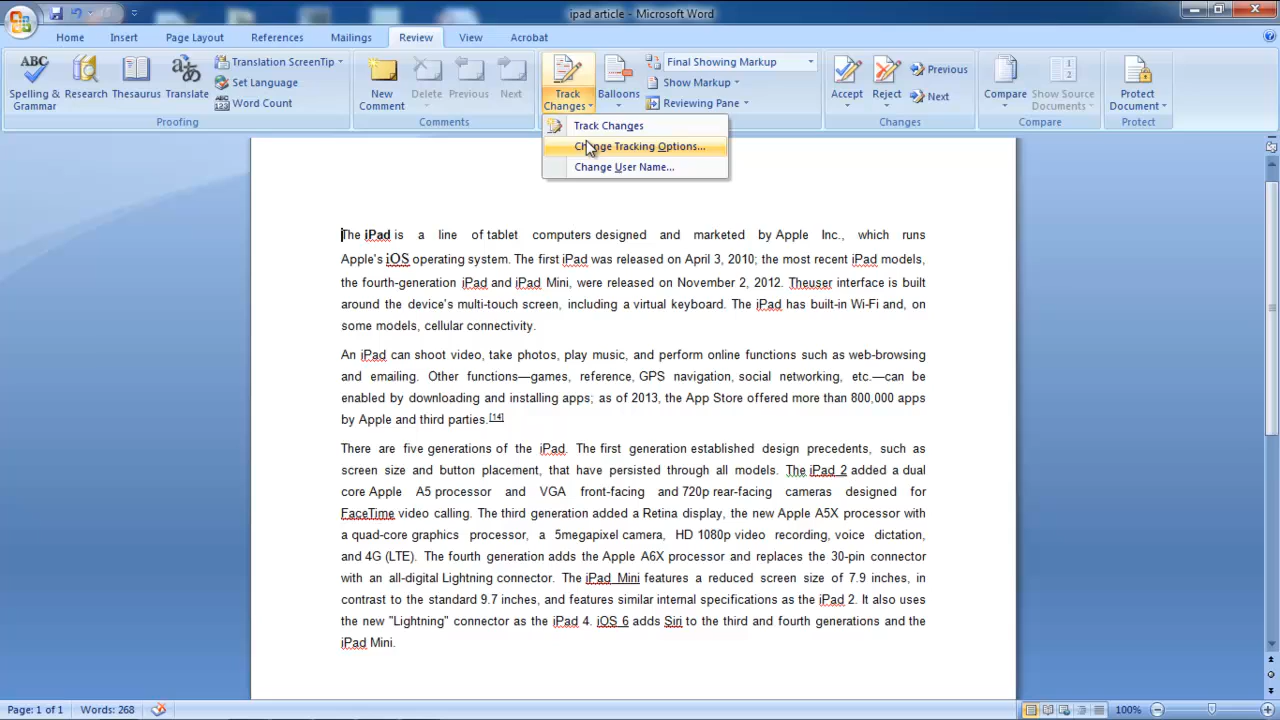 ipad article - Microsoft Word
Home Insert Page Layout References Mailings Review View Acrobat
ABC Spelling & Grammar
Research
Thesaurus
Translate
Translation ScreenTip
Set Language
Word Count
Proofing
New Comment
Delete
Previous
Next
Comments
Track Changes
Balloons
Final Showing Markup
Show Markup
Reviewing Pane
Accept
Reject
Previous
Next
Changes
Compare
Show Source Documents
Compare
Protect Document
Protect
Track Changes
Change Tracking Options...
Change User Name...
The iPad is a line of tablet computers designed and marketed by Apple Inc., which runs
Apple's iOS operating system. The first iPad was released on April 3, 2010; the most recent iPad models,
the fourth-generation iPad and iPad Mini, were released on November 2, 2012. Theuser interface is built
around the device's multi-touch screen, including a virtual keyboard. The iPad has built-in Wi-Fi and, on
some models, cellular connectivity.
An iPad can shoot video, take photos, play music, and perform online functions such as web-browsing
and emailing. Other functions—games, reference, GPS navigation, social networking, etc.—can be
enabled by downloading and installing apps; as of 2013, the App Store offered more than 800,000 apps
by Apple and third parties.[14]
There are five generations of the iPad. The first generation established design precedents, such as
screen size and button placement, that have persisted through all models. The iPad 2 added a dual
core Apple A5 processor and VGA front-facing and 720p rear-facing cameras designed for
FaceTime video calling. The third generation added a Retina display, the new Apple A5X processor with
a quad-core graphics processor, a 5megapixel camera, HD 1080p video recording, voice dictation,
and 4G (LTE). The fourth generation adds the Apple A6X processor and replaces the 30-pin connector
with an all-digital Lightning connector. The iPad Mini features a reduced screen size of 7.9 inches, in
contrast to the standard 9.7 inches, and features similar internal specifications as the iPad 2. It also uses
the new "Lightning" connector as the iPad 4. iOS 6 adds Siri to the third and fourth generations and the
iPad Mini.
Page: 1 of 1 Words: 268 100%